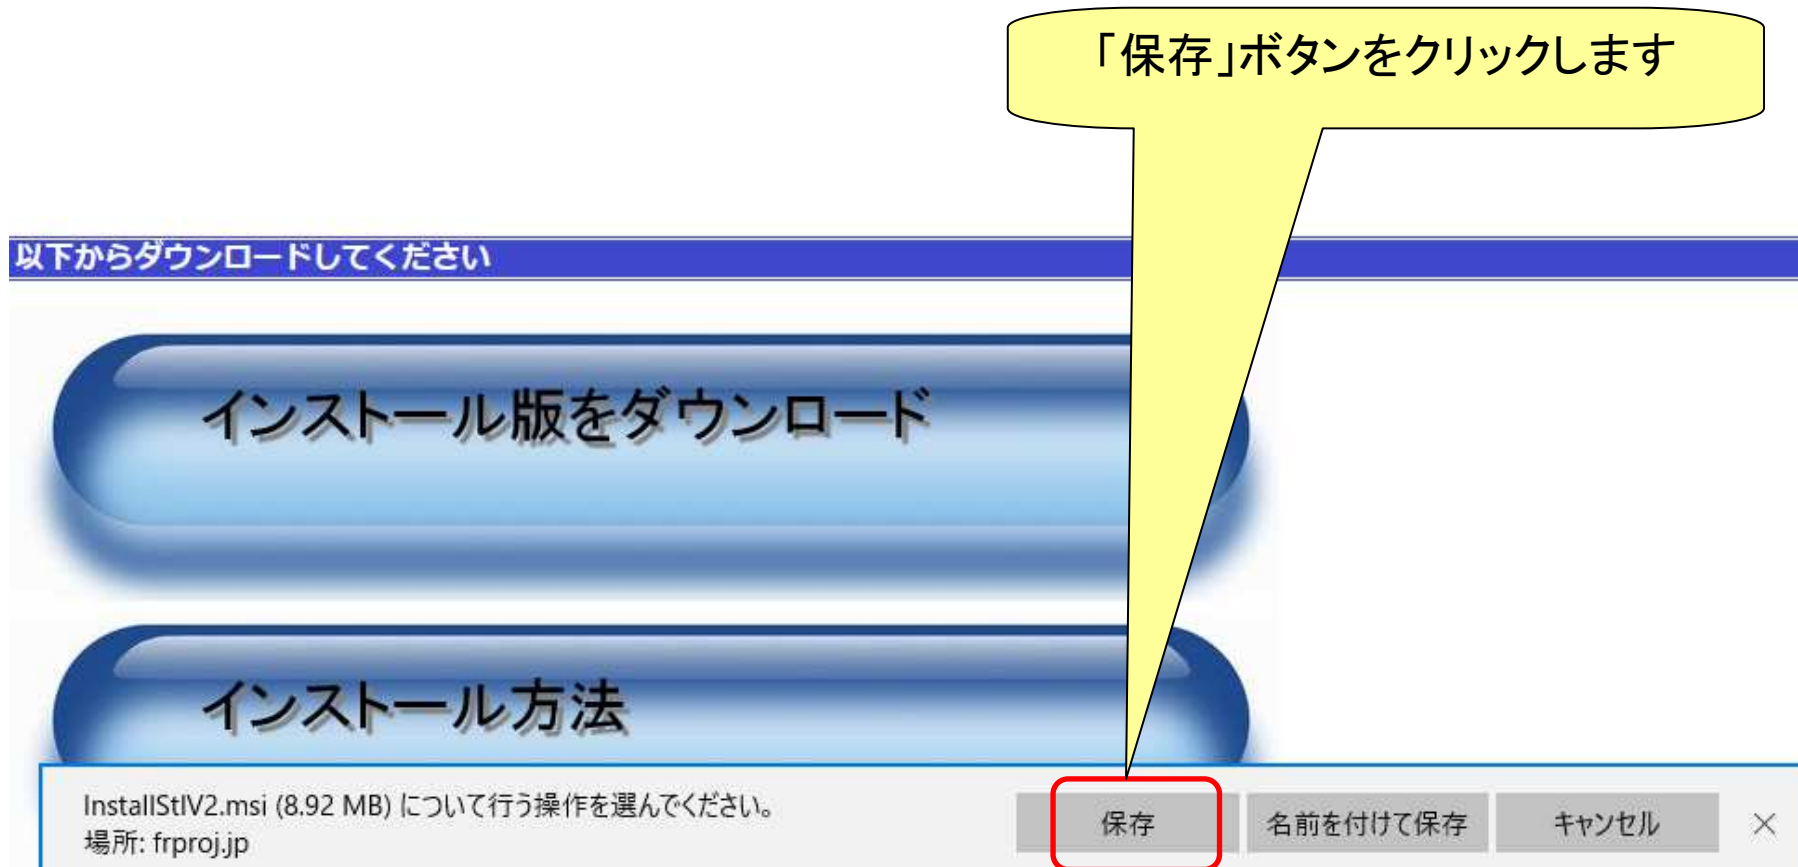 「保存」ボタンをクリックします
以下からダウンロードしてください
インストール版をダウンロード
インストール方法
InstallStIV2.msi (8.92 MB) について行う操作を選んでください。
場所: frproj.jp
保存
名前を付けて保存
キャンセル